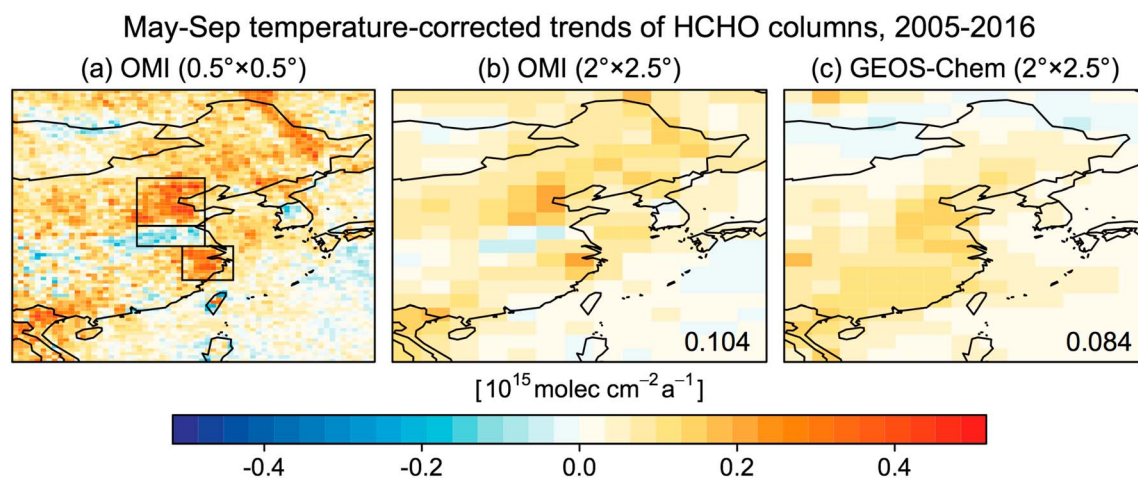 May-Sep temperature-corrected trends of HCHO columns, 2005-2016
(a) OMI (0.5°×0.5°)
(b) OMI (2°×2.5°)
(c) GEOS-Chem (2°×2.5°)
0.104
0.084
[10¹⁵ molec cm⁻² a⁻¹]
-0.4 -0.2 0.0 0.2 0.4